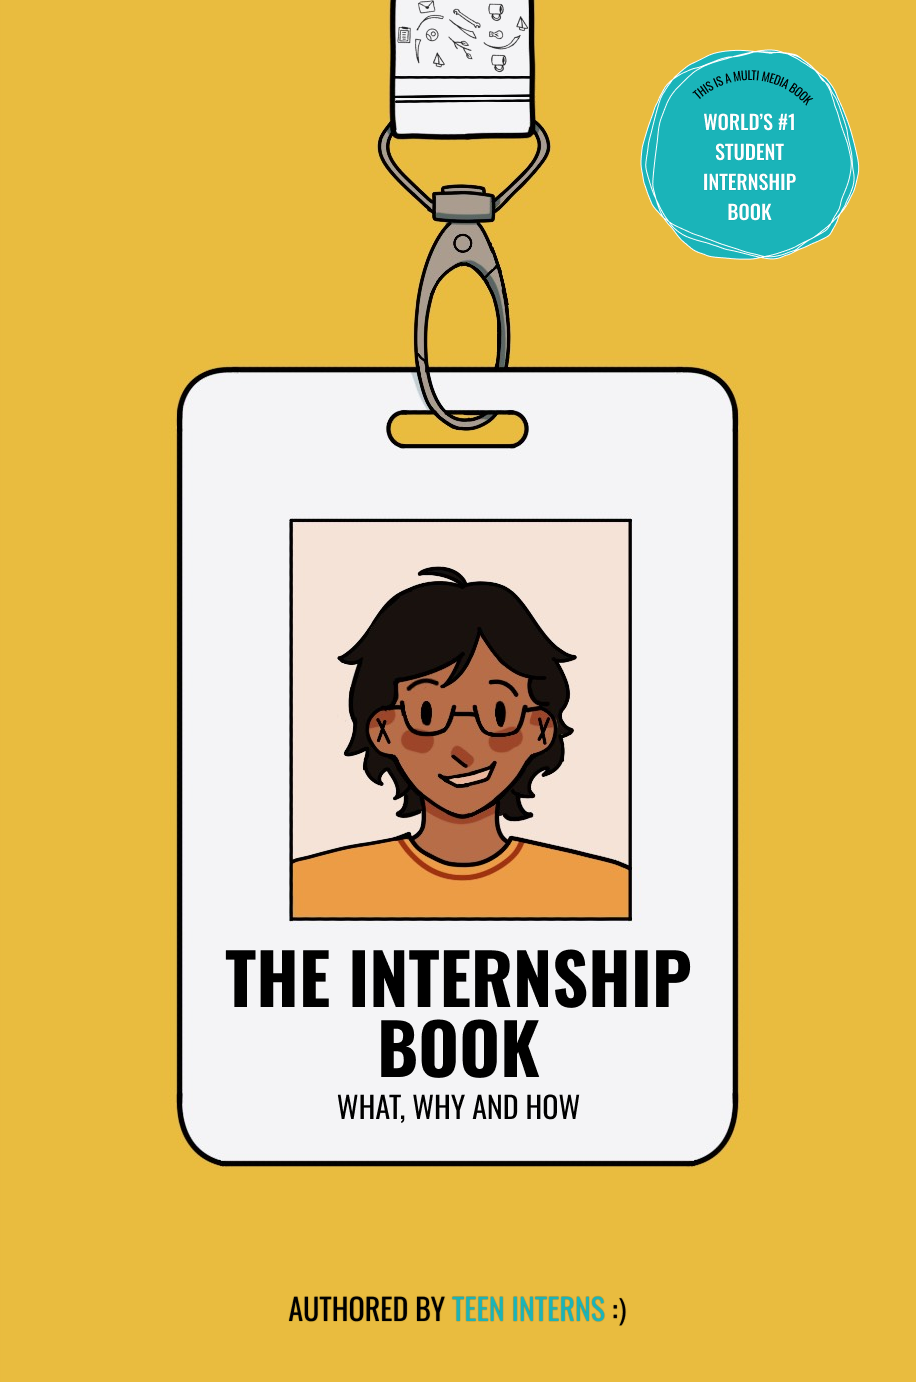 THIS IS A MULTI MEDIA BOOK
WORLD'S #1
STUDENT
INTERNSHIP
BOOK
THE INTERNSHIP
BOOK
WHAT, WHY AND HOW
AUTHORED BY TEEN INTERNS :)